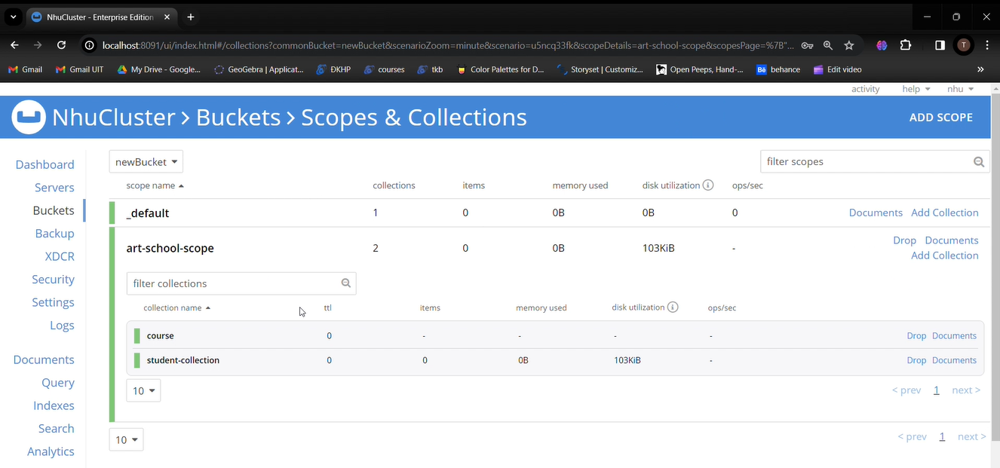 NhuCluster - Enterprise Edition
localhost:8091/ui/index.html#/collections?commonBucket=newBucket&scenarioZoom=minute&scenario=u5ncq33fk&scopeDetails=art-school-scope&scopesPage=%7B"...
T
Gmail Gmail UIT My Drive - Google... GeoGebra | Applicat... ĐKHP courses tkb Color Palettes for D... Storyset | Customiz... Open Peeps, Hand-... Bē behance Edit video »
activity help nhu
NhuCluster > Buckets > Scopes & Collections ADD SCOPE
Dashboard
Servers
Buckets
Backup
XDCR
Security
Settings
Logs
Documents
Query
Indexes
Search
Analytics
newBucket filter scopes
scope name collections items memory used disk utilization i ops/sec
_default 1 0 0B 0B 0 Documents Add Collection
art-school-scope 2 0 0B 103KiB - Drop Documents
Add Collection
filter collections
collection name ttl items memory used disk utilization i ops/sec
course 0 - - - - Drop Documents
student-collection 0 0 0B 103KiB - Drop Documents
10 < prev 1 next >
10 < prev 1 next >